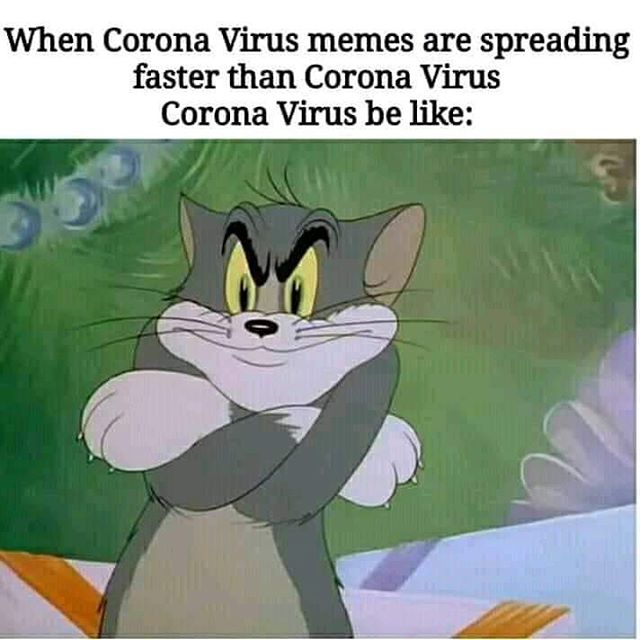 When Corona Virus memes are spreading
faster than Corona Virus
Corona Virus be like: